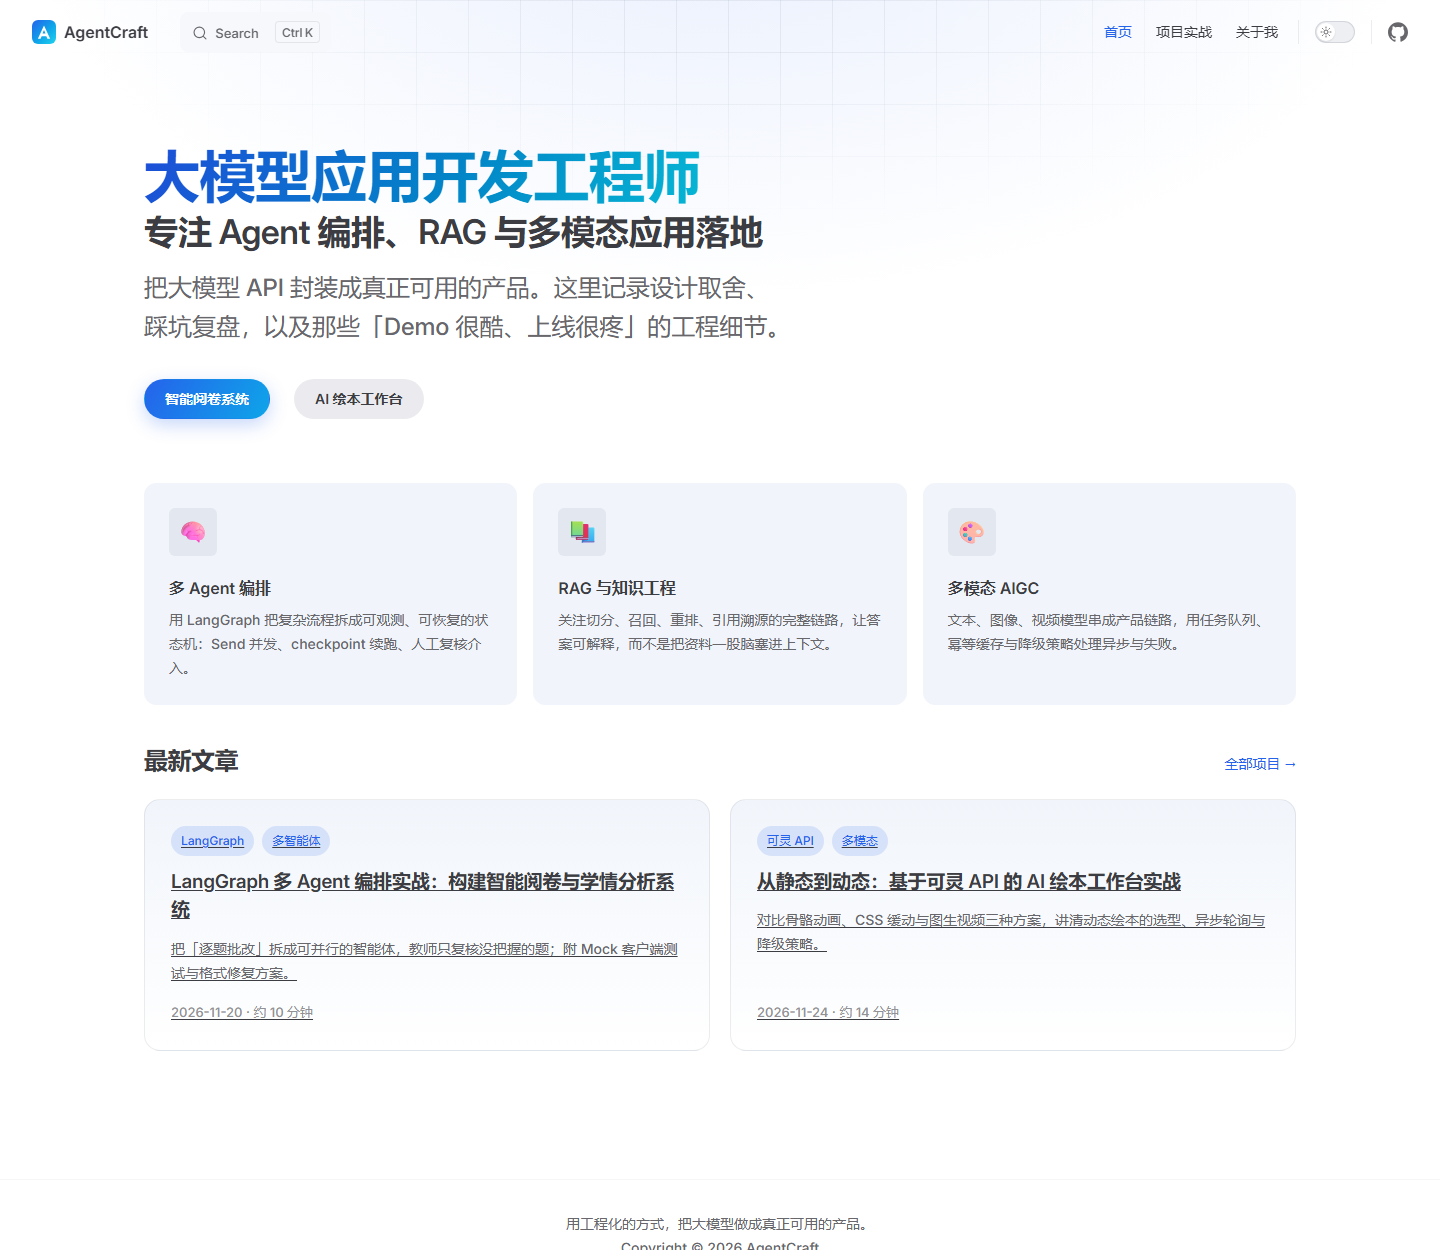 AgentCraft
Search
Ctrl K
首页
项目实战
关于我
大模型应用开发工程师
专注 Agent 编排、RAG 与多模态应用落地
把大模型 API 封装成真正可用的产品。这里记录设计取舍、
踩坑复盘，以及那些「Demo 很酷、上线很疼」的工程细节。
智能阅卷系统
AI 绘本工作台
多 Agent 编排
用 LangGraph 把复杂流程拆成可观测、可恢复的状
态机：Send 并发、checkpoint 续跑、人工复核介
入。
RAG 与知识工程
关注切分、召回、重排、引用溯源的完整链路，让答
案可解释，而不是把资料一股脑塞进上下文。
多模态 AIGC
文本、图像、视频模型串成产品链路，用任务队列、
幂等缓存与降级策略处理异步与失败。
最新文章
全部项目 →
LangGraph
多智能体
LangGraph 多 Agent 编排实战：构建智能阅卷与学情分析系
统
把「逐题批改」拆成可并行的智能体，教师只复核没把握的题；附 Mock 客户端测
试与格式修复方案。
2026-11-20 · 约 10 分钟
可灵 API
多模态
从静态到动态：基于可灵 API 的 AI 绘本工作台实战
对比骨骼动画、CSS 缓动与图生视频三种方案，讲清动态绘本的选型、异步轮询与
降级策略。
2026-11-24 · 约 14 分钟
用工程化的方式，把大模型做成真正可用的产品。
Copyright © 2026 AgentCraft